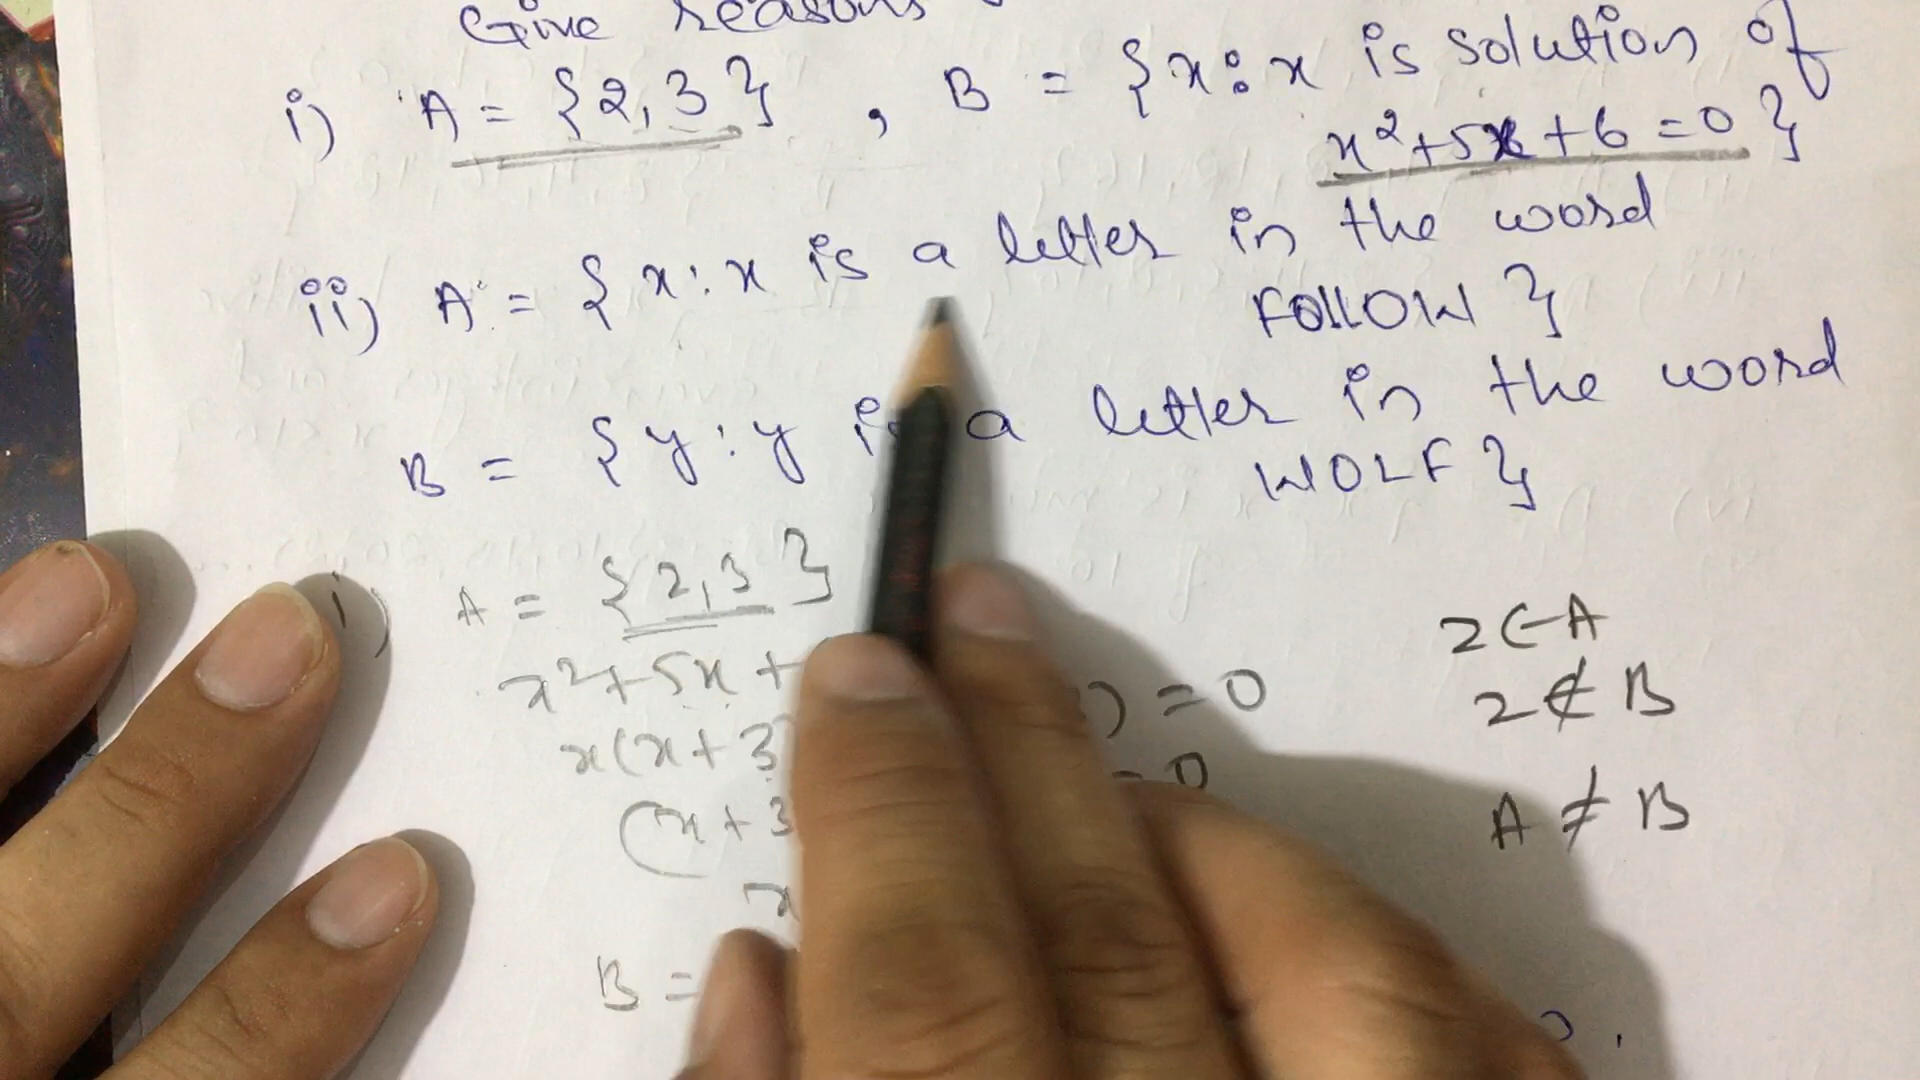 Give reasons
i) A = {2,3} , B = {x : x is solution of
x²+5x+6=0}
ii) A = {x : x is a letter in the word
FOLLOW}
B = {y : y is a letter in the word
WOLF}
i) A = {2,3}
x²+5x+ ) = 0
x(x+3) = 0
(x+3
x
B =
2 ∈ A
2 ∉ B
A ≠ B